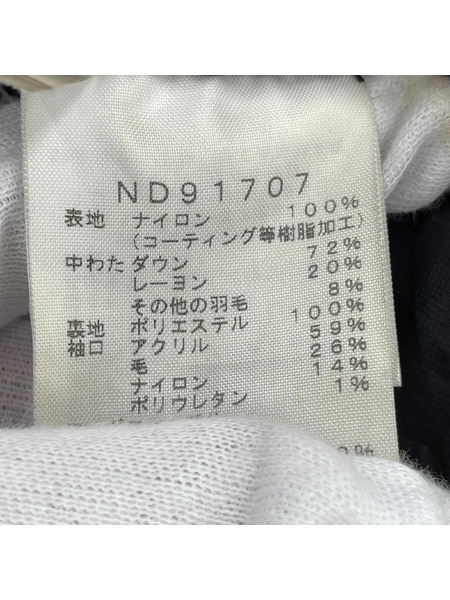 ND91707
表地 ナイロン 100%
(コーティング等樹脂加工)
中わた ダウン 72%
レーヨン 20%
その他の羽毛 8%
裏地 ポリエステル 100%
袖口 アクリル 59%
毛 26%
ナイロン 14%
ポリウレタン 1%